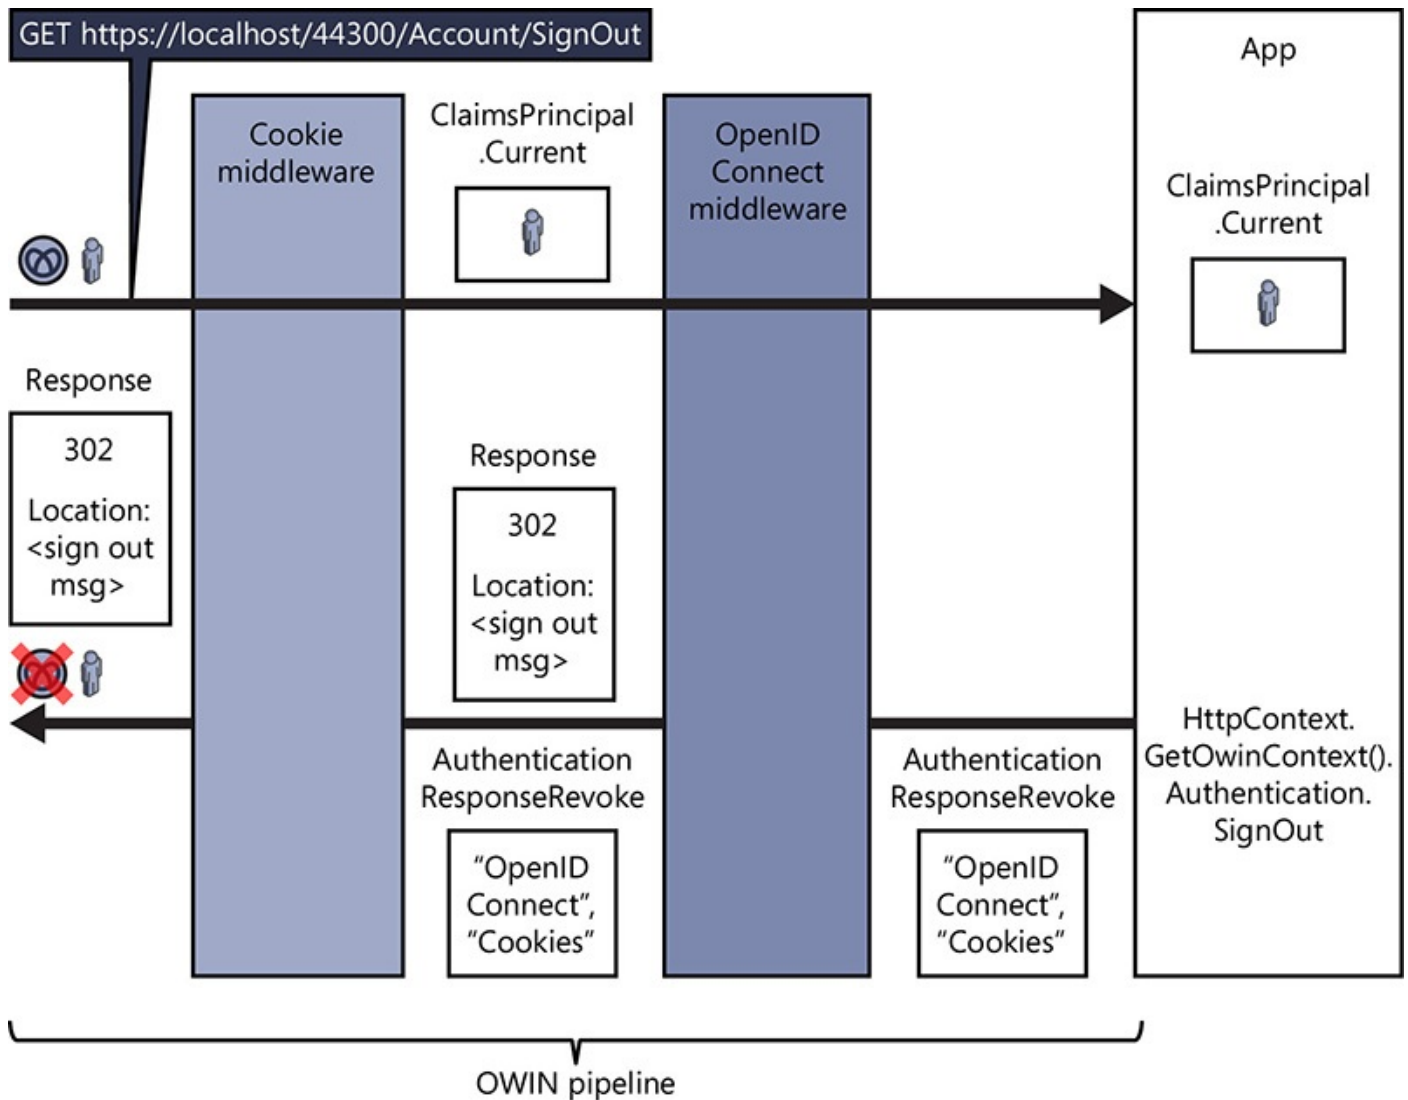 GET https://localhost/44300/Account/SignOut
App
Cookie
middleware
ClaimsPrincipal
.Current
OpenID
Connect
middleware
ClaimsPrincipal
.Current
Response
302
Location:
<sign out
msg>
Response
302
Location:
<sign out
msg>
HttpContext.
GetOwinContext().
Authentication.
SignOut
Authentication
ResponseRevoke
“OpenID
Connect”,
“Cookies”
Authentication
ResponseRevoke
“OpenID
Connect”,
“Cookies”
OWIN pipeline